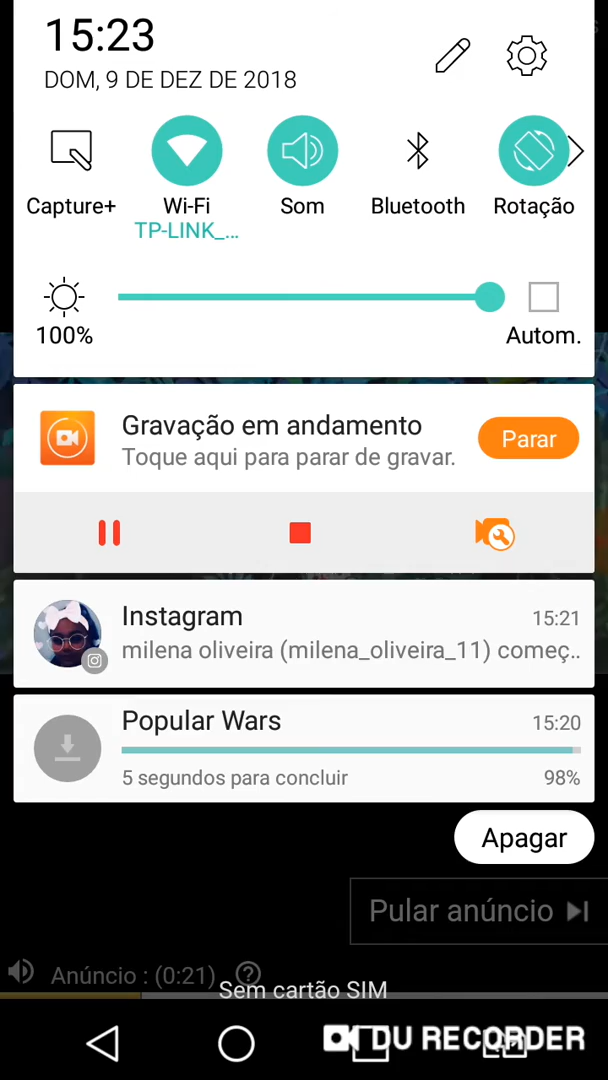 15:23
DOM, 9 DE DEZ DE 2018
Capture+
Wi-Fi
TP-LINK_...
Som
Bluetooth
Rotação
100%
Autom.
Gravação em andamento
Toque aqui para parar de gravar.
Parar
Instagram
15:21
milena oliveira (milena_oliveira_11) começ..
Popular Wars
15:20
5 segundos para concluir
98%
Apagar
Pular anúncio
Anúncio : (0:21)
Sem cartão SIM
DU RECORDER